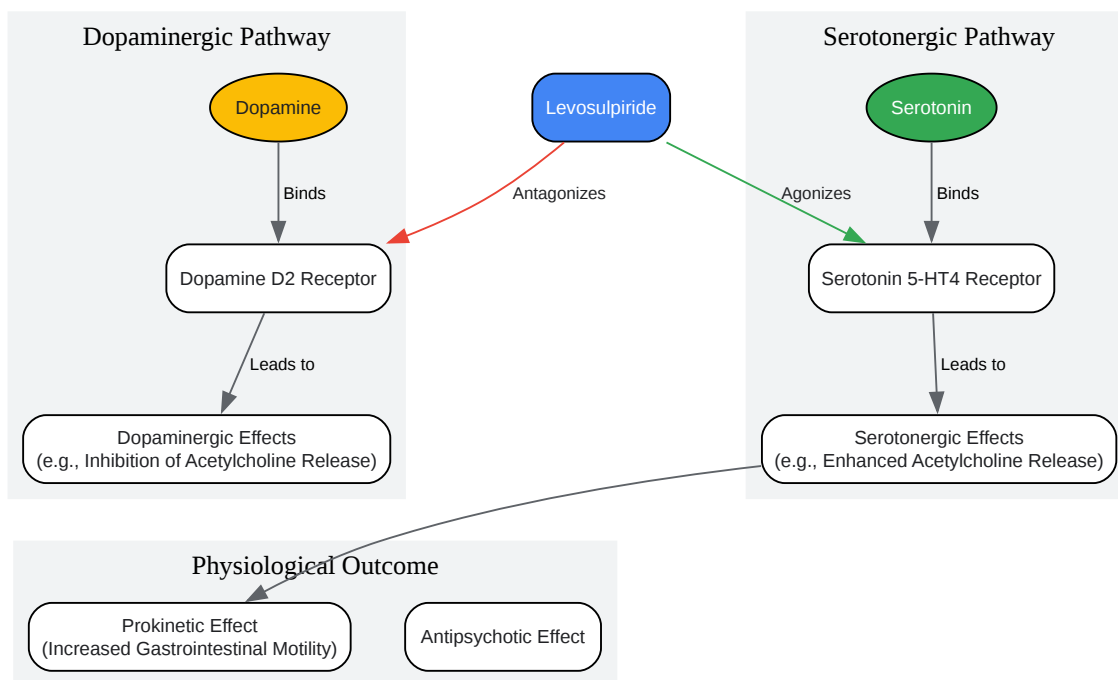 Dopaminergic Pathway
Serotonergic Pathway
Dopamine
Levosulpiride
Serotonin
Binds
Antagonizes
Agonizes
Binds
Dopamine D2 Receptor
Serotonin 5-HT4 Receptor
Leads to
Leads to
Dopaminergic Effects
(e.g., Inhibition of Acetylcholine Release)
Serotonergic Effects
(e.g., Enhanced Acetylcholine Release)
Physiological Outcome
Prokinetic Effect
(Increased Gastrointestinal Motility)
Antipsychotic Effect